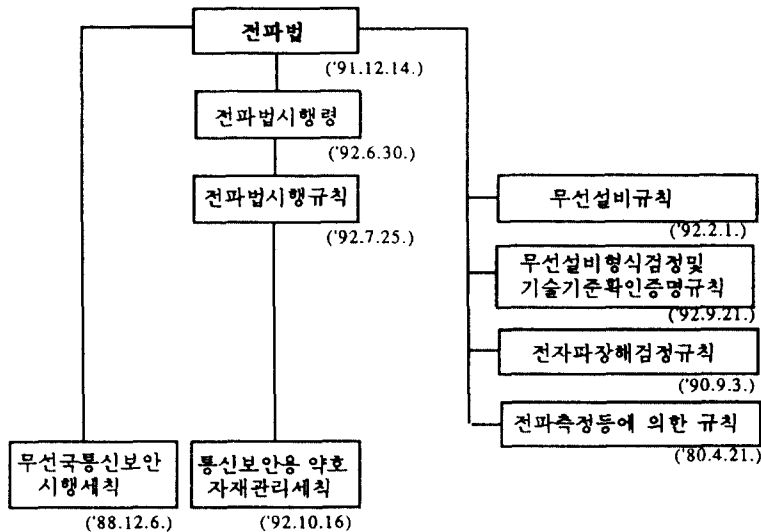 전파법
('91.12.14.)
전파법시행령
('92.6.30.)
전파법시행규칙
('92.7.25.)
무선설비규칙
('92.2.1.)
무선설비형식검정및
기술기준확인증명규칙
('92.9.21.)
전자파장해검정규칙
('90.9.3.)
전파측정등에 의한 규칙
('80.4.21.)
무선국통신보안
시행세칙
('88.12.6.)
통신보안용 약호
자재관리세칙
('92.10.16)